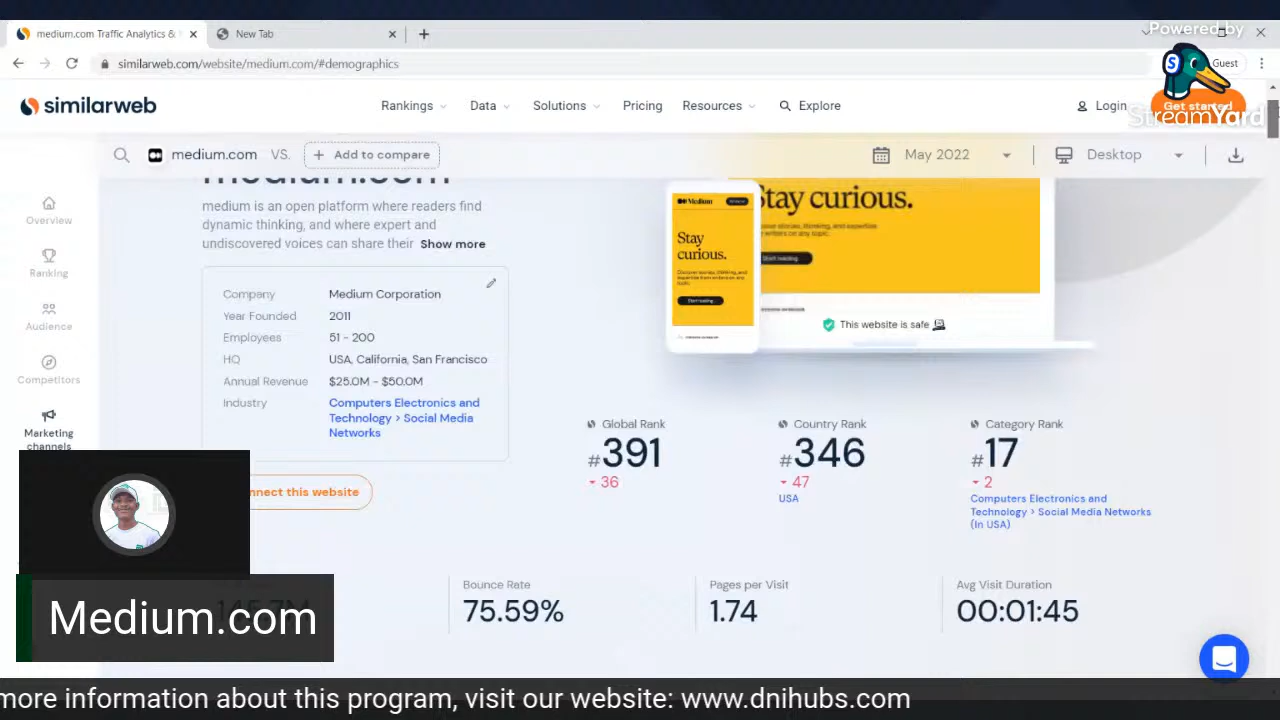 Powered by
medium.com Traffic Analytics &
New Tab
similarweb.com/website/medium.com/#demographics
Guest
similarweb
Rankings
Data
Solutions
Pricing
Resources
Explore
Login
Get started
StreamYard
medium.com
VS.
+ Add to compare
May 2022
Desktop
medium.com
medium is an open platform where readers find
dynamic thinking, and where expert and
undiscovered voices can share their Show more
Overview
Ranking
Audience
Competitors
Marketing
channels
Company Medium Corporation
Year Founded 2011
Employees 51 - 200
HQ USA, California, San Francisco
Annual Revenue $25.0M - $50.0M
Industry Computers Electronics and
Technology > Social Media
Networks
nnect this website
Medium
Stay
curious.
Start reading
Stay curious.
Start reading
This website is safe
Global Rank
#391
36
Country Rank
#346
47
USA
Category Rank
#17
2
Computers Electronics and
Technology > Social Media Networks
(In USA)
Bounce Rate
75.59%
Pages per Visit
1.74
Avg Visit Duration
00:01:45
Medium.com
more information about this program, visit our website: www.dnihubs.com